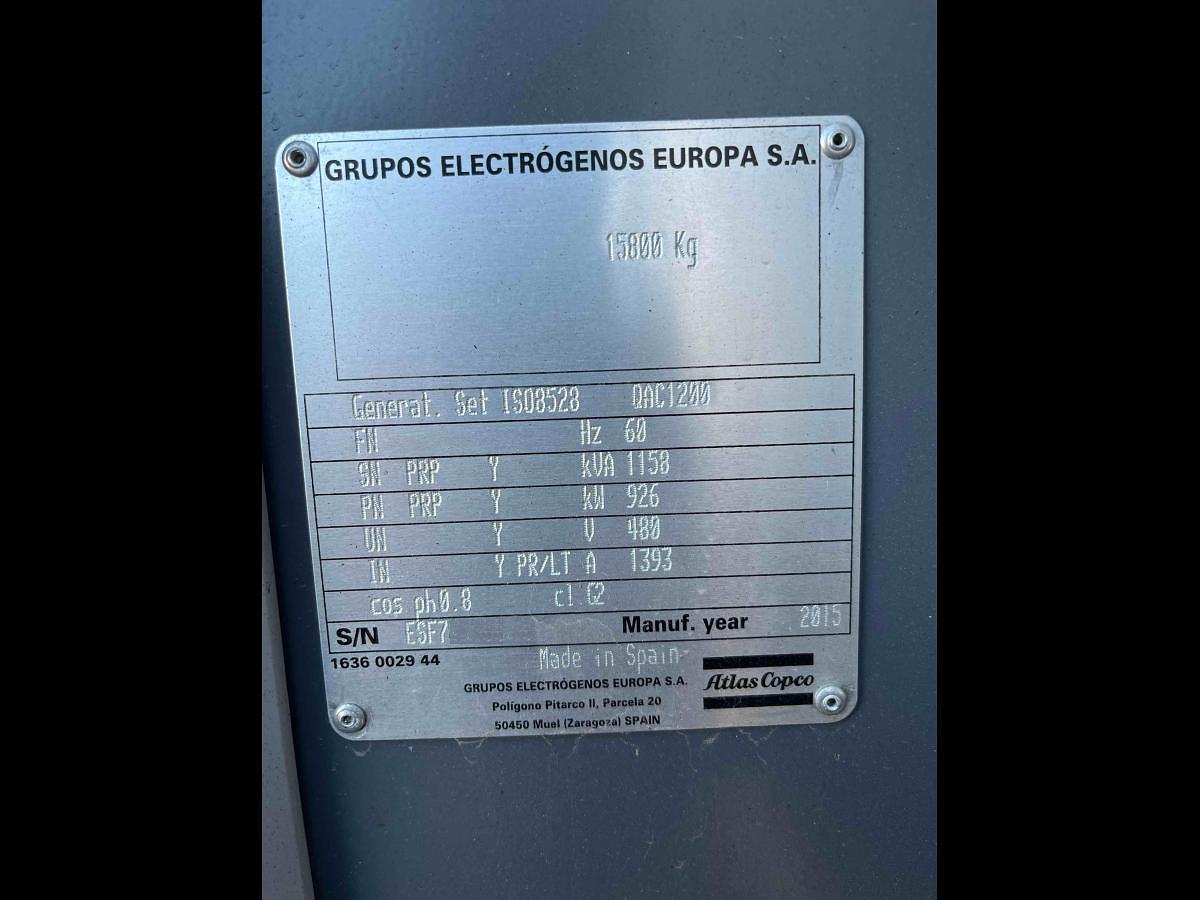 GRUPOS ELECTRÓGENOS EUROPA S.A.
15800 Kg
Generat. Set ISO8528 QAC1200
FN Hz 60
SN PRP Y kVA 1158
PN PRP Y kW 926
UN Y V 480
IN Y PR/LT A 1393
cos ph0.8 cl.G2
S/N ESF7 Manuf. year 2015
1636 0029 44
Made in Spain
GRUPOS ELECTRÓGENOS EUROPA S.A.
Atlas Copco
Polígono Pitarco II, Parcela 20
50450 Muel (Zaragoza) SPAIN